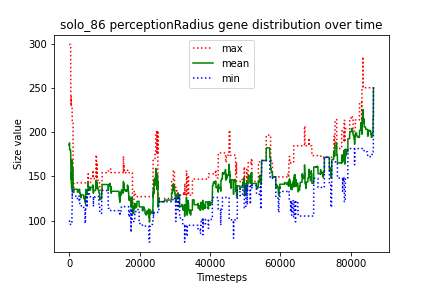 solo_86 perceptionRadius gene distribution over time
max
mean
min
Size value
300
250
200
150
100
0
20000
40000
60000
80000
Timesteps